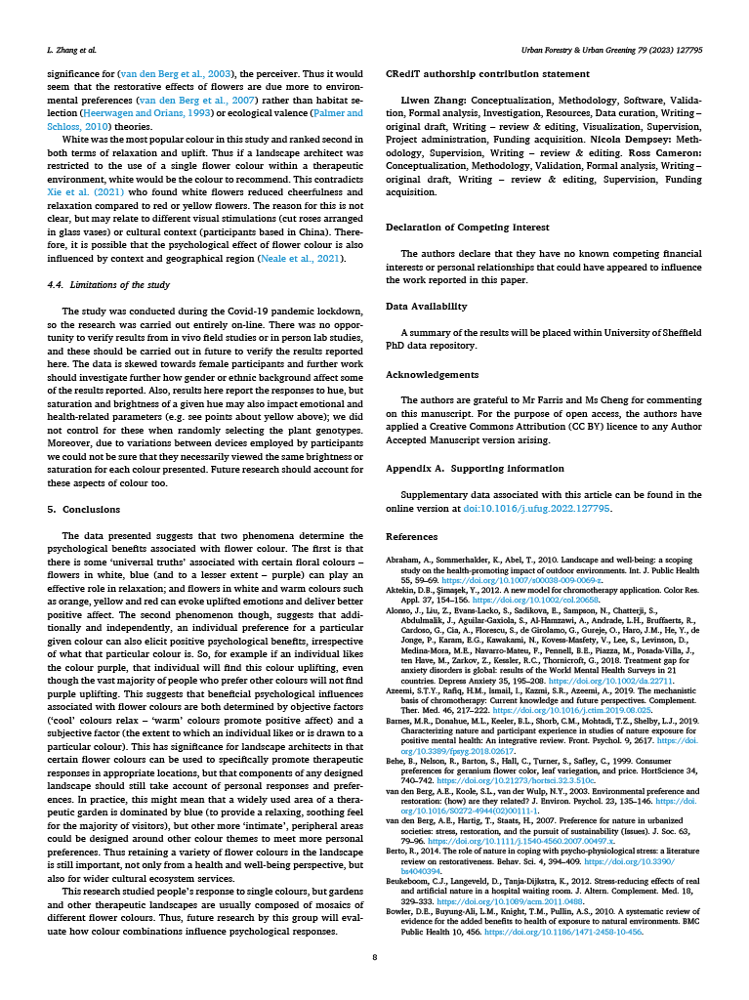 L. Zhang et al.
Urban Forestry & Urban Greening 79 (2023) 127795
significance for (van den Berg et al., 2003), the perceiver. Thus it would
seem that the restorative effects of flowers are due more to environ-
mental preferences (van den Berg et al., 2007) rather than habitat se-
lection (Heerwagen and Orians, 1993) or ecological valence (Palmer and
Schloss, 2010) theories.
White was the most popular colour in this study and ranked second in
both terms of relaxation and uplift. Thus if a landscape architect was
restricted to the use of a single flower colour within a therapeutic
environment, white would be the colour to recommend. This contradicts
Xie et al. (2021) who found white flowers reduced cheerfulness and
relaxation compared to red or yellow flowers. The reason for this is not
clear, but may relate to different visual stimulations (cut roses arranged
in glass vases) or cultural context (participants based in China). There-
fore, it is possible that the psychological effect of flower colour is also
influenced by context and geographical region (Neale et al., 2021).
4.4. Limitations of the study
The study was conducted during the Covid-19 pandemic lockdown,
so the research was carried out entirely on-line. There was no oppor-
tunity to verify results from in vivo field studies or in person lab studies,
and these should be carried out in future to verify the results reported
here. The data is skewed towards female participants and further work
should investigate further how gender or ethnic background affect some
of the results reported. Also, results here report the responses to hue, but
saturation and brightness of a given hue may also impact emotional and
health-related parameters (e.g. see points about yellow above); we did
not control for these when randomly selecting the plant genotypes.
Moreover, due to variations between devices employed by participants
we could not be sure that they necessarily viewed the same brightness or
saturation for each colour presented. Future research should account for
these aspects of colour too.
5. Conclusions
The data presented suggests that two phenomena determine the
psychological benefits associated with flower colour. The first is that
there is some ‘universal truths’ associated with certain floral colours –
flowers in white, blue (and to a lesser extent – purple) can play an
effective role in relaxation; and flowers in white and warm colours such
as orange, yellow and red can evoke uplifted emotions and deliver better
positive affect. The second phenomenon though, suggests that addi-
tionally and independently, an individual preference for a particular
given colour can also elicit positive psychological benefits, irrespective
of what that particular colour is. So, for example if an individual likes
the colour purple, that individual will find this colour uplifting, even
though the vast majority of people who prefer other colours will not find
purple uplifting. This suggests that beneficial psychological influences
associated with flower colours are both determined by objective factors
(‘cool’ colours relax – ‘warm’ colours promote positive affect) and a
subjective factor (the extent to which an individual likes or is drawn to a
particular colour). This has significance for landscape architects in that
certain flower colours can be used to specifically promote therapeutic
responses in appropriate locations, but that components of any designed
landscape should still take account of personal responses and prefer-
ences. In practice, this might mean that a widely used area of a thera-
peutic garden is dominated by blue (to provide a relaxing, soothing feel
for the majority of visitors), but other more ‘intimate’, peripheral areas
could be designed around other colour themes to meet more personal
preferences. Thus retaining a variety of flower colours in the landscape
is still important, not only from a health and well-being perspective, but
also for wider cultural ecosystem services.
This research studied people’s response to single colours, but gardens
and other therapeutic landscapes are usually composed of mosaics of
different flower colours. Thus, future research by this group will eval-
uate how colour combinations influence psychological responses.
CRediT authorship contribution statement
Liwen Zhang: Conceptualization, Methodology, Software, Valida-
tion, Formal analysis, Investigation, Resources, Data curation, Writing –
original draft, Writing – review & editing, Visualization, Supervision,
Project administration, Funding acquisition. Nicola Dempsey: Meth-
odology, Supervision, Writing – review & editing. Ross Cameron:
Conceptualization, Methodology, Validation, Formal analysis, Writing –
original draft, Writing – review & editing, Supervision, Funding
acquisition.
Declaration of Competing Interest
The authors declare that they have no known competing financial
interests or personal relationships that could have appeared to influence
the work reported in this paper.
Data Availability
A summary of the results will be placed within University of Sheffield
PhD data repository.
Acknowledgements
The authors are grateful to Mr Farris and Ms Cheng for commenting
on this manuscript. For the purpose of open access, the authors have
applied a Creative Commons Attribution (CC BY) licence to any Author
Accepted Manuscript version arising.
Appendix A. Supporting information
Supplementary data associated with this article can be found in the
online version at doi:10.1016/j.ufug.2022.127795.
References
Abraham, A., Sommerhalder, K., Abel, T., 2010. Landscape and well-being: a scoping
study on the health-promoting impact of outdoor environments. Int. J. Public Health
55, 59–69. https://doi.org/10.1007/s00038-009-0069-z.
Aktekin, D.B., Şimaşek, Y., 2012. A new model for chromotherapy application. Color Res.
Appl. 37, 154–156. https://doi.org/10.1002/col.20658.
Alonso, J., Liu, Z., Evans-Lacko, S., Sadikova, E., Sampson, N., Chatterji, S.,
Abdulmalik, J., Aguilar-Gaxiola, S., Al-Hamzawi, A., Andrade, L.H., Bruffaerts, R.,
Cardoso, G., Cia, A., Florescu, S., de Girolamo, G., Gureje, O., Haro, J.M., He, Y., de
Jonge, P., Karam, E.G., Kawakami, N., Kovess-Masfety, V., Lee, S., Levinson, D.,
Medina-Mora, M.E., Navarro-Mateu, F., Pennell, B.E., Piazza, M., Posada-Villa, J.,
ten Have, M., Zarkov, Z., Kessler, R.C., Thornicroft, G., 2018. Treatment gap for
anxiety disorders is global: results of the World Mental Health Surveys in 21
countries. Depress Anxiety 35, 195–208. https://doi.org/10.1002/da.22711.
Azeemi, S.T.Y., Rafiq, H.M., Ismail, I., Kazmi, S.R., Azeemi, A., 2019. The mechanistic
basis of chromotherapy: Current knowledge and future perspectives. Complement.
Ther. Med. 46, 217–222. https://doi.org/10.1016/j.ctim.2019.08.025.
Barnes, M.R., Donahue, M.L., Keeler, B.L., Shorb, C.M., Mohtadi, T.Z., Shelby, L.J., 2019.
Characterizing nature and participant experience in studies of nature exposure for
positive mental health: An integrative review. Front. Psychol. 9, 2617. https://doi.
org/10.3389/fpsyg.2018.02617.
Behe, B., Nelson, R., Barton, S., Hall, C., Turner, S., Safley, C., 1999. Consumer
preferences for geranium flower color, leaf variegation, and price. HortScience 34,
740–742. https://doi.org/10.21273/hortsci.32.3.510c.
van den Berg, A.E., Koole, S.L., van der Wulp, N.Y., 2003. Environmental preference and
restoration: (how) are they related? J. Environ. Psychol. 23, 135–146. https://doi.
org/10.1016/S0272-4944(02)00111-1.
van den Berg, A.E., Hartig, T., Staats, H., 2007. Preference for nature in urbanized
societies: stress, restoration, and the pursuit of sustainability (Issues). J. Soc. 63,
79–96. https://doi.org/10.1111/j.1540-4560.2007.00497.x.
Berto, R., 2014. The role of nature in coping with psycho-physiological stress: a literature
review on restorativeness. Behav. Sci. 4, 394–409. https://doi.org/10.3390/
bs4040394.
Beukeboom, C.J., Langeveld, D., Tanja-Dijkstra, K., 2012. Stress-reducing effects of real
and artificial nature in a hospital waiting room. J. Altern. Complement. Med. 18,
329–333. https://doi.org/10.1089/acm.2011.0488.
Bowler, D.E., Buyung-Ali, L.M., Knight, T.M., Pullin, A.S., 2010. A systematic review of
evidence for the added benefits to health of exposure to natural environments. BMC
Public Health 10, 456. https://doi.org/10.1186/1471-2458-10-456.
8